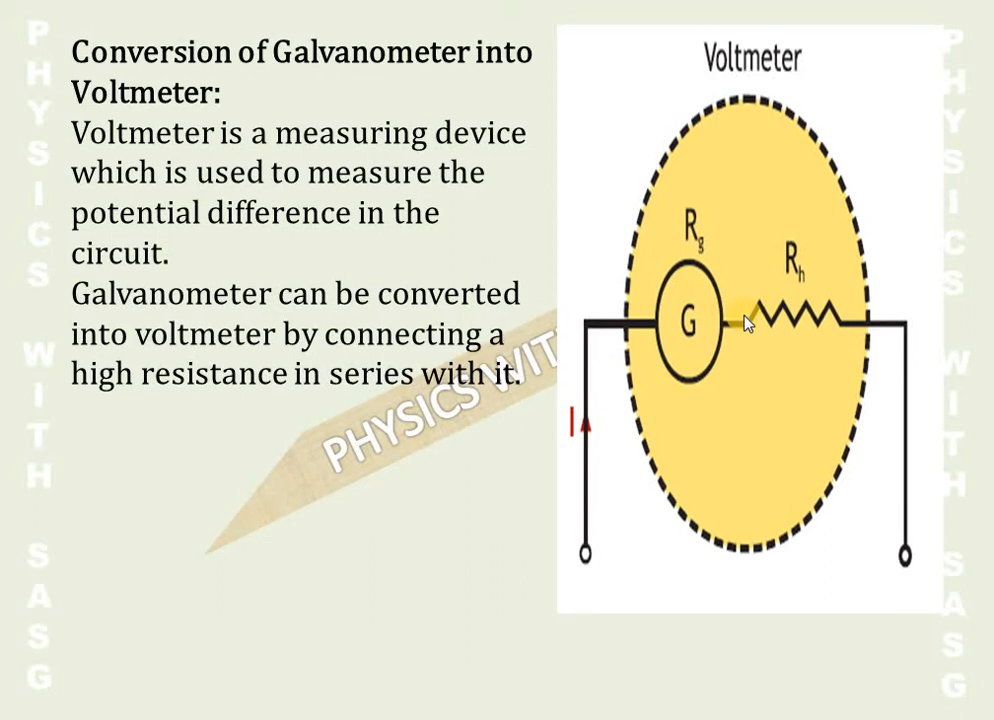 Conversion of Galvanometer into
Voltmeter:
Voltmeter is a measuring device
which is used to measure the
potential difference in the
circuit.
Galvanometer can be converted
into voltmeter by connecting a
high resistance in series with it.
Voltmeter
Rg
Rh
G
I
PHYSICS WITH SASG
PHYSICS WIT
PHYSICS WITH SASG